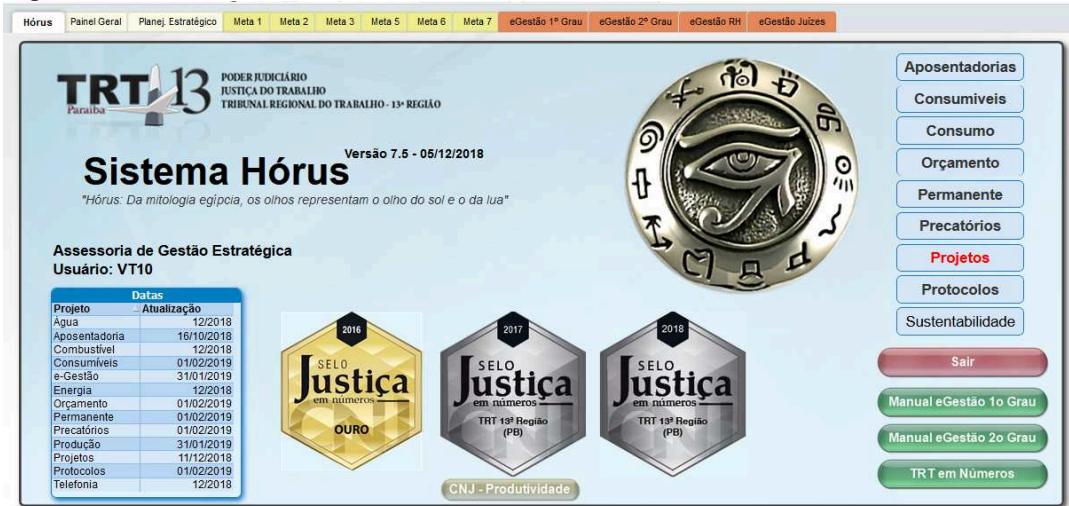 Hórus Painel Geral Planej. Estratégico Meta 1 Meta 2 Meta 3 Meta 5 Meta 6 Meta 7 eGestão 1º Grau eGestão 2º Grau eGestão RH eGestão Juízes
TRT 13
Paraíba
PODER JUDICIÁRIO
JUSTIÇA DO TRABALHO
TRIBUNAL REGIONAL DO TRABALHO - 13ª REGIÃO
Versão 7.5 - 05/12/2018
Sistema Hórus
"Hórus: Da mitologia egípcia, os olhos representam o olho do sol e o da lua"
Assessoria de Gestão Estratégica
Usuário: VT10
Datas
Projeto Atualização
Água 12/2018
Aposentadoria 16/10/2018
Combustível 12/2018
Consumíveis 01/02/2019
e-Gestão 31/01/2019
Energia 12/2018
Orçamento 01/02/2019
Permanente 01/02/2019
Precatórios 01/02/2019
Produção 31/01/2019
Projetos 11/12/2018
Protocolos 01/02/2019
Telefonia 12/2018
2016
SELO
Justiça
em números
CNJ
OURO
2017
SELO
Justiça
em números
TRT 13ª Região
(PB)
CNJ
2018
SELO
Justiça
em números
TRT 13ª Região
(PB)
CNJ
CNJ - Produtividade
Aposentadorias
Consumiveis
Consumo
Orçamento
Permanente
Precatórios
Projetos
Protocolos
Sustentabilidade
Sair
Manual eGestão 1o Grau
Manual eGestão 2o Grau
TRT em Números